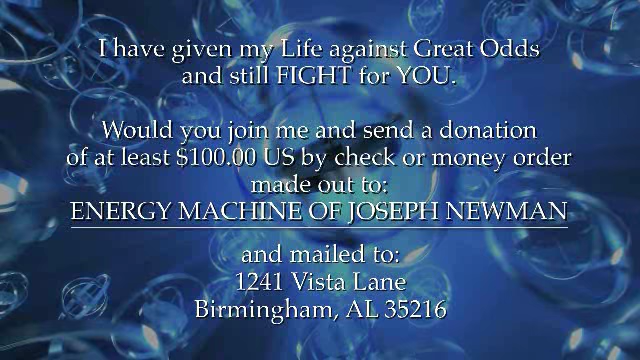 I have given my Life against Great Odds
and still FIGHT for YOU.
Would you join me and send a donation
of at least $100.00 US by check or money order
made out to:
ENERGY MACHINE OF JOSEPH NEWMAN
and mailed to:
1241 Vista Lane
Birmingham, AL 35216